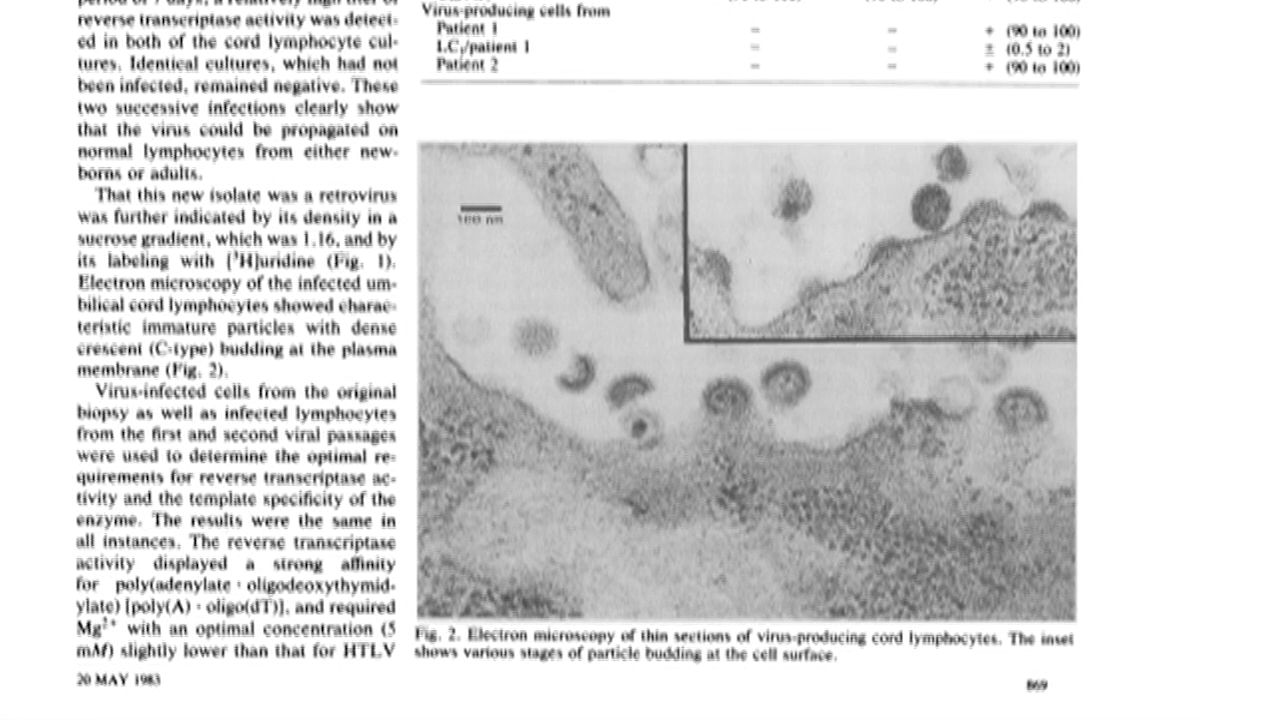 reverse transcriptase activity was detect-
ed in both of the cord lymphocyte cul-
tures. Identical cultures, which had not
been infected, remained negative. These
two successive infections clearly show
that the virus could be propagated on
normal lymphocytes from either new-
borns or adults.
That this new isolate was a retrovirus
was further indicated by its density in a
sucrose gradient, which was 1.16, and by
its labeling with [³H]uridine (Fig. 1).
Electron microscopy of the infected um-
bilical cord lymphocytes showed charac-
teristic immature particles with dense
crescent (C-type) budding at the plasma
membrane (Fig. 2).
Virus-infected cells from the original
biopsy as well as infected lymphocytes
from the first and second viral passages
were used to determine the optimal re-
quirements for reverse transcriptase ac-
tivity and the template specificity of the
enzyme. The results were the same in
all instances. The reverse transcriptase
activity displayed a strong affinity
for poly(adenylate · oligodeoxythymid-
ylate) [poly(A) · oligo(dT)], and required
Mg²⁺ with an optimal concentration (5
mM) slightly lower than that for HTLV
20 MAY 1983
Virus-producing cells from
Patient 1 − − + (90 to 100)
LC₁/patient 1 − − ± (0.5 to 2)
Patient 2 − − + (90 to 100)
100 nm
Fig. 2. Electron microscopy of thin sections of virus-producing cord lymphocytes. The inset
shows various stages of particle budding at the cell surface.
869